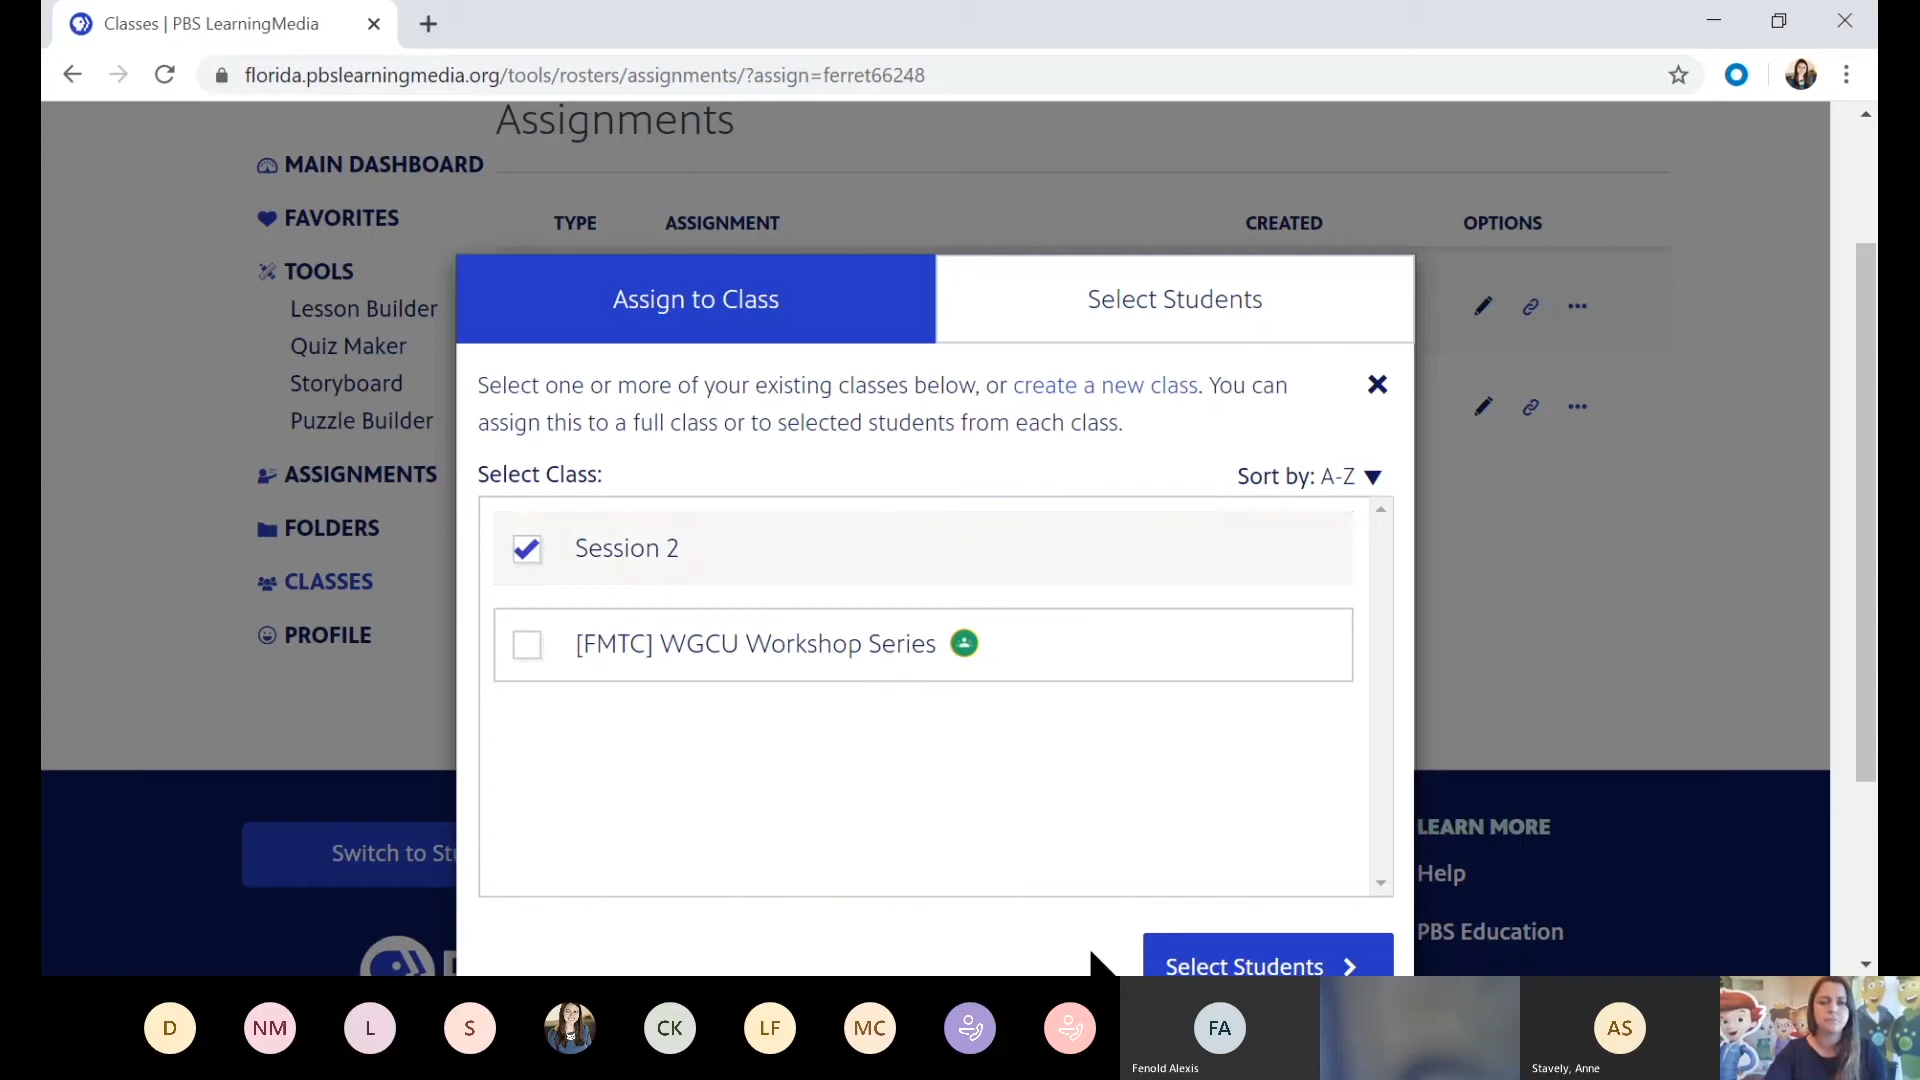 Classes | PBS LearningMedia
florida.pbslearningmedia.org/tools/rosters/assignments/?assign=ferret66248
Assignments
MAIN DASHBOARD
FAVORITES
TOOLS
Lesson Builder
Quiz Maker
Storyboard
Puzzle Builder
ASSIGNMENTS
FOLDERS
CLASSES
PROFILE
TYPE ASSIGNMENT CREATED OPTIONS
Assign to Class
Select Students
Select one or more of your existing classes below, or create a new class. You can
assign this to a full class or to selected students from each class.
Select Class:
Sort by: A-Z
Session 2
[FMTC] WGCU Workshop Series
Select Students
Switch to
LEARN MORE
Help
PBS Education
D NM L S CK LF MC FA AS
Fenold Alexis
Stavely, Anne